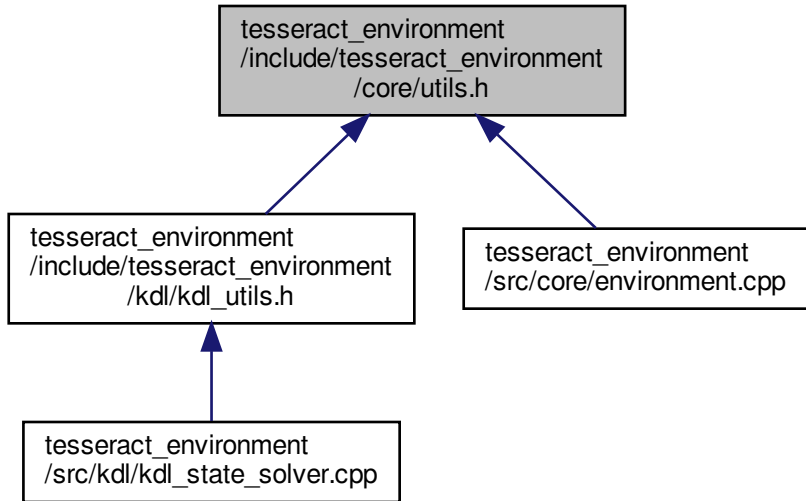 tesseract_environment
/include/tesseract_environment
/core/utils.h
tesseract_environment
/include/tesseract_environment
/kdl/kdl_utils.h
tesseract_environment
/src/core/environment.cpp
tesseract_environment
/src/kdl/kdl_state_solver.cpp